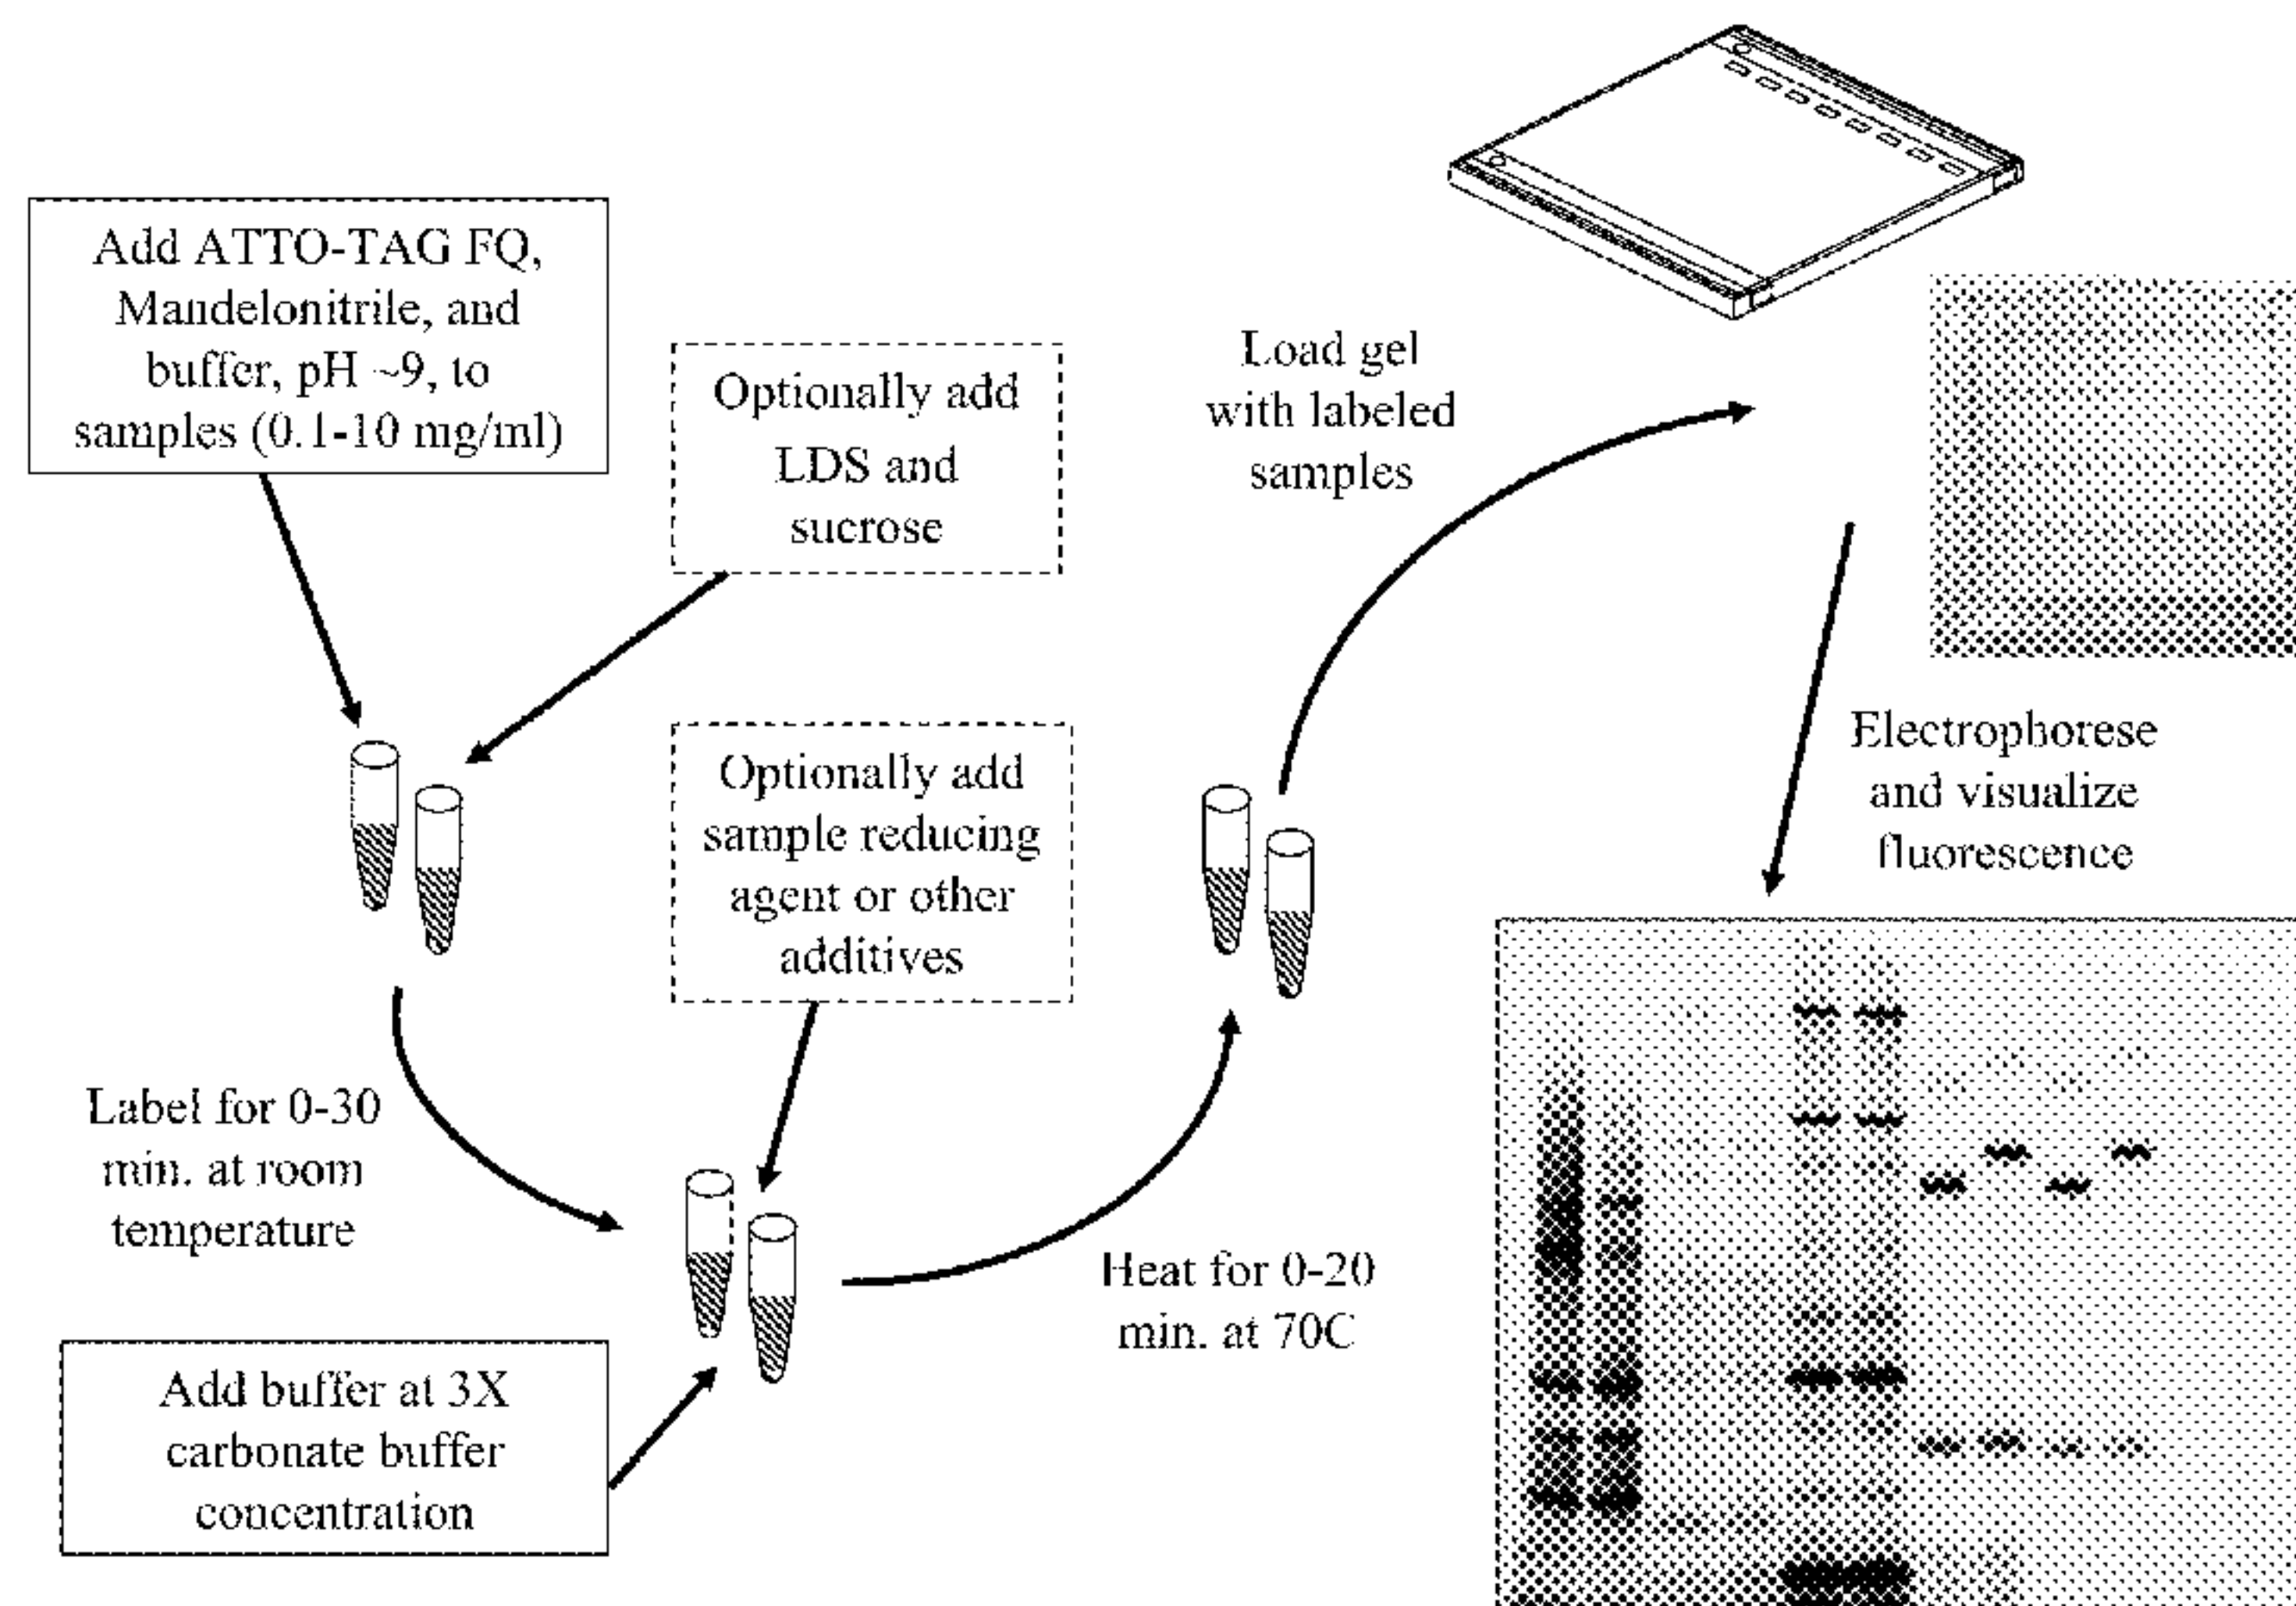 Add ATTO-TAG FQ,
Mandelonitrile, and
buffer, pH ~9, to
samples (0.1-10 mg/ml)
Optionally add
LDS and
sucrose
Label for 0-30
min. at room
temperature
Optionally add
sample reducing
agent or other
additives
Add buffer at 3X
carbonate buffer
concentration
Heat for 0-20
min. at 70C
Load gel
with labeled
samples
Electrophorese
and visualize
fluorescence